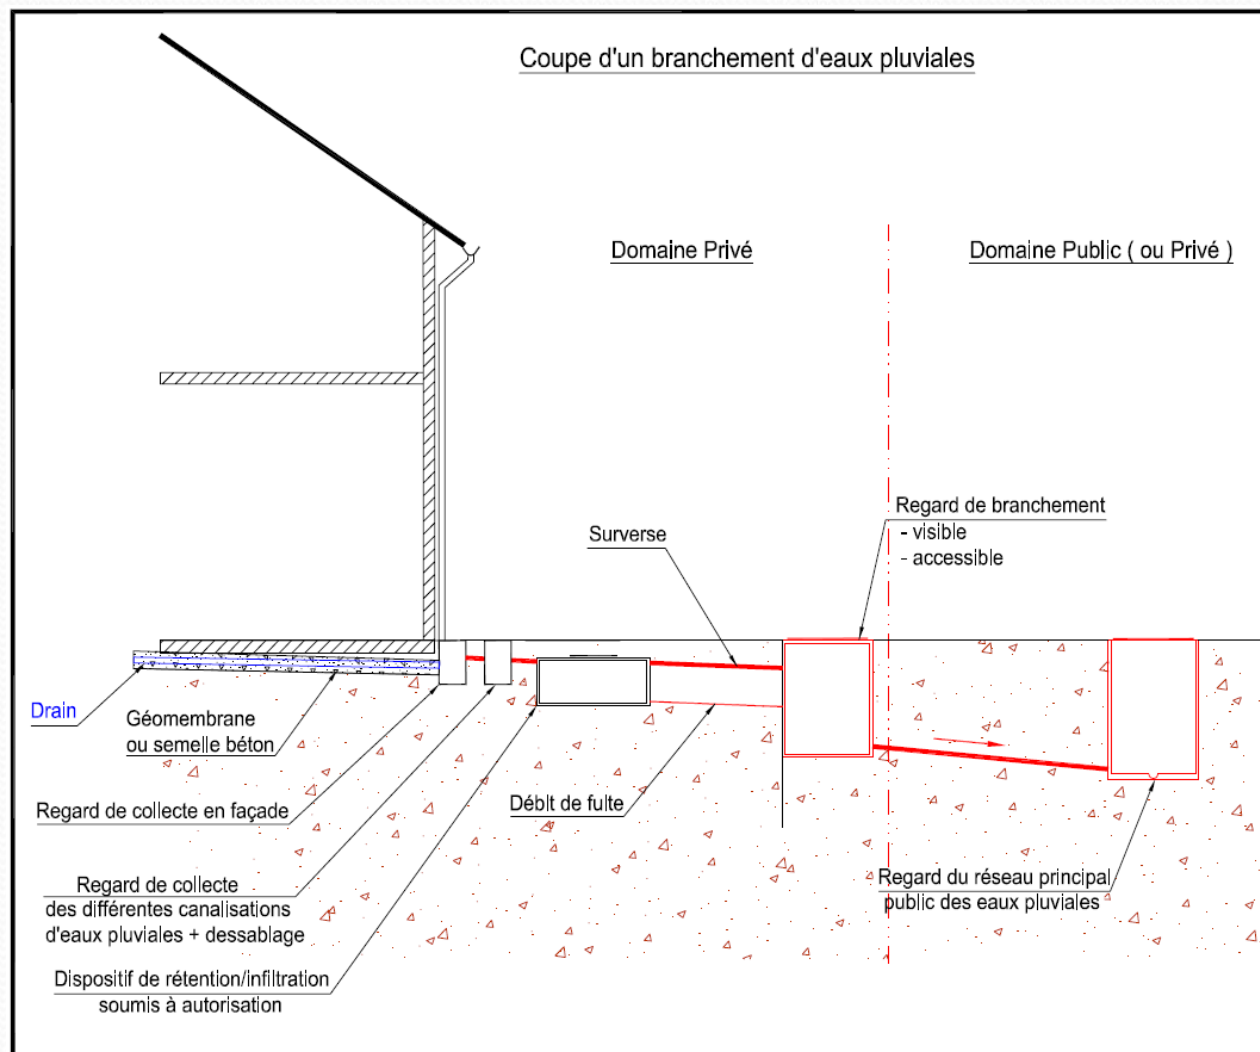 Coupe d'un branchement d'eaux pluviales
Domaine Privé
Domaine Public ( ou Privé )
Regard de branchement
- visible
- accessible
Surverse
Drain
Géomembrane
ou semelle béton
Regard de collecte en façade
Débit de fuite
Regard de collecte
des différentes canalisations
d'eaux pluviales + dessablage
Regard du réseau principal
public des eaux pluviales
Dispositif de rétention/infiltration
soumis à autorisation